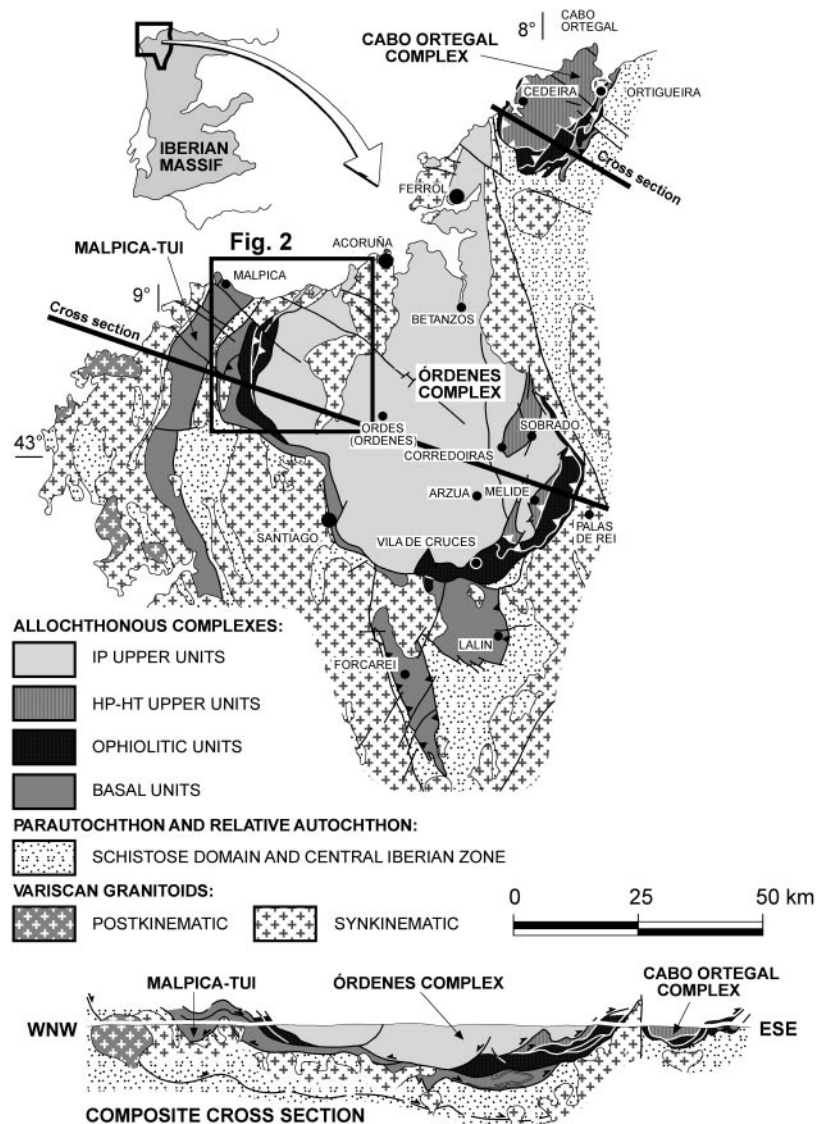 8°
CABO
ORTEGAL
CABO ORTEGAL
COMPLEX
CEDEIRA
ORTIGUEIRA
IBERIAN
MASSIF
Cross section
FERROL
MALPICA-TUI
Fig. 2
ACORUÑA
MALPICA
9°
BETANZOS
Cross section
ÓRDENES
COMPLEX
43°
ORDES
(ORDENES)
SOBRADO
CORREDOIRAS
ARZUA
MELIDE
PALAS
DE REI
SANTIAGO
VILA DE CRUCES
LALIN
FORCAREI
ALLOCHTHONOUS COMPLEXES:
IP UPPER UNITS
HP-HT UPPER UNITS
OPHIOLITIC UNITS
BASAL UNITS
PARAUTOCHTHON AND RELATIVE AUTOCHTHON:
SCHISTOSE DOMAIN AND CENTRAL IBERIAN ZONE
VARISCAN GRANITOIDS:
POSTKINEMATIC
SYNKINEMATIC
0 25 50 km
MALPICA-TUI
ÓRDENES COMPLEX
CABO ORTEGAL
COMPLEX
WNW
ESE
COMPOSITE CROSS SECTION